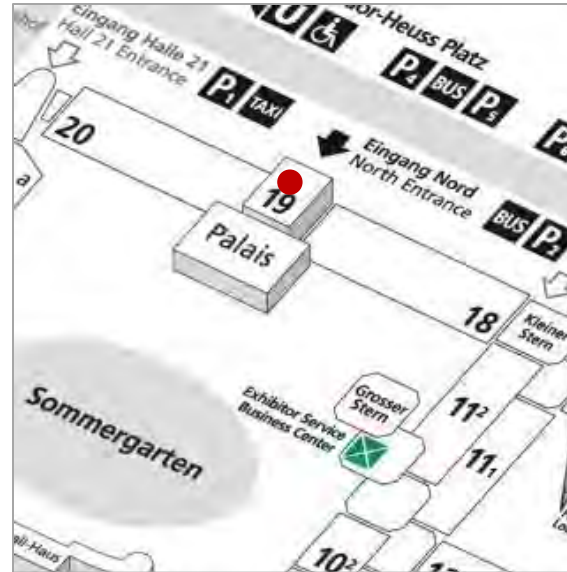 or-Heuss Platz
U
P4 BUS P5
Eingang Halle 21
Hall 21 Entrance
P1 TAXI
Eingang Nord
North Entrance
BUS P2
20
19
Palais
a
18
Kleiner
Stern
Grosser
Stern
11²
11₁
Exhibitor Service
Business Center
Sommergarten
10²